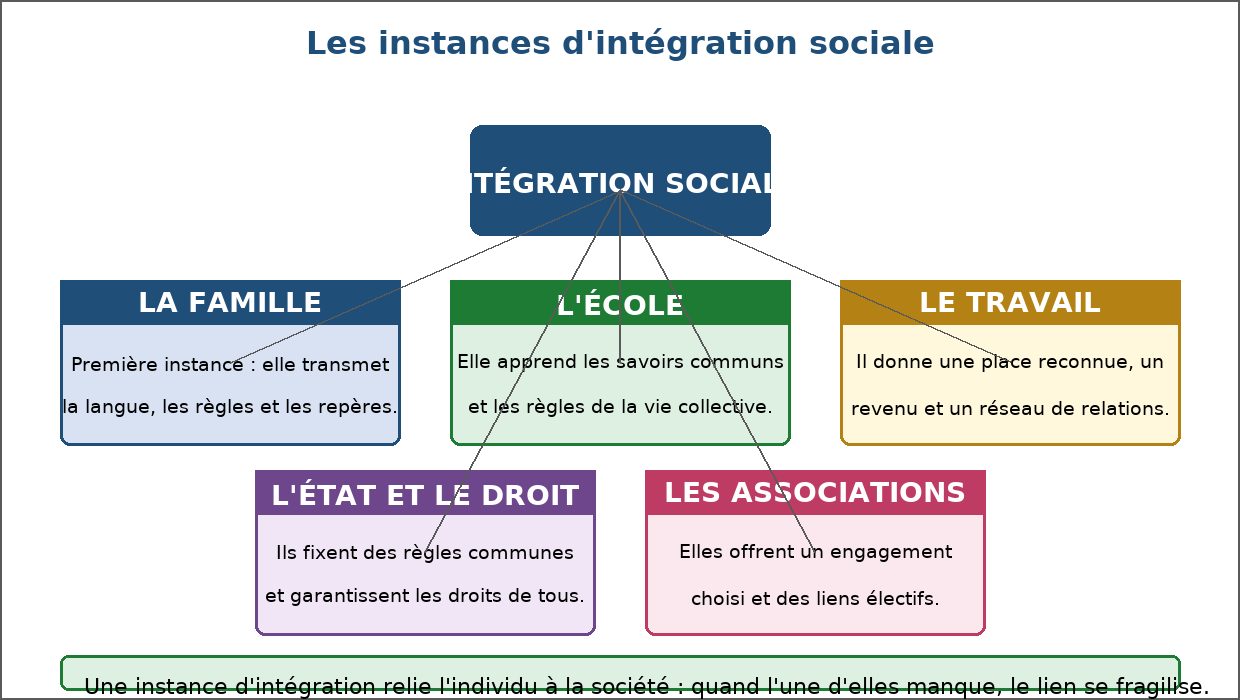 Les instances d'intégration sociale
NTÉGRATION SOCIAL
LA FAMILLE
Première instance : elle transmet
la langue, les règles et les repères.
L'ÉCOLE
Elle apprend les savoirs communs
et les règles de la vie collective.
LE TRAVAIL
Il donne une place reconnue, un
revenu et un réseau de relations.
L'ÉTAT ET LE DROIT
Ils fixent des règles communes
et garantissent les droits de tous.
LES ASSOCIATIONS
Elles offrent un engagement
choisi et des liens électifs.
Une instance d'intégration relie l'individu à la société : quand l'une d'elles manque, le lien se fragilise.